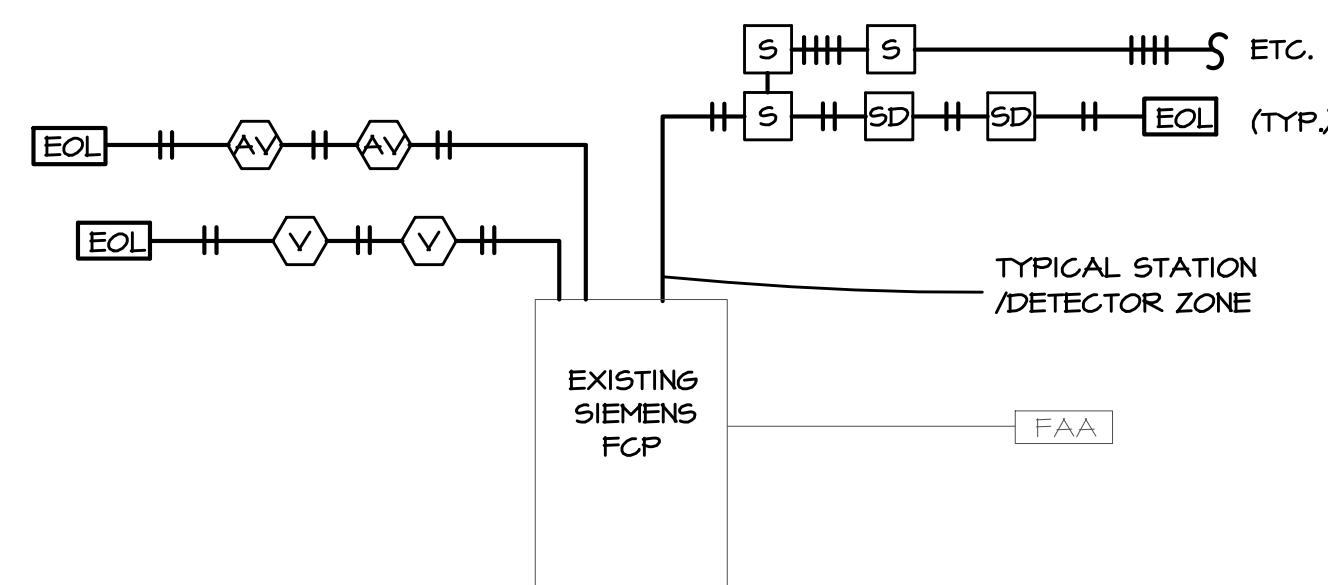 S S ETC.
S SD SD EOL (TYP.)
EOL AV AV
EOL V V
TYPICAL STATION
/DETECTOR ZONE
EXISTING
SIEMENS
FCP
FAA